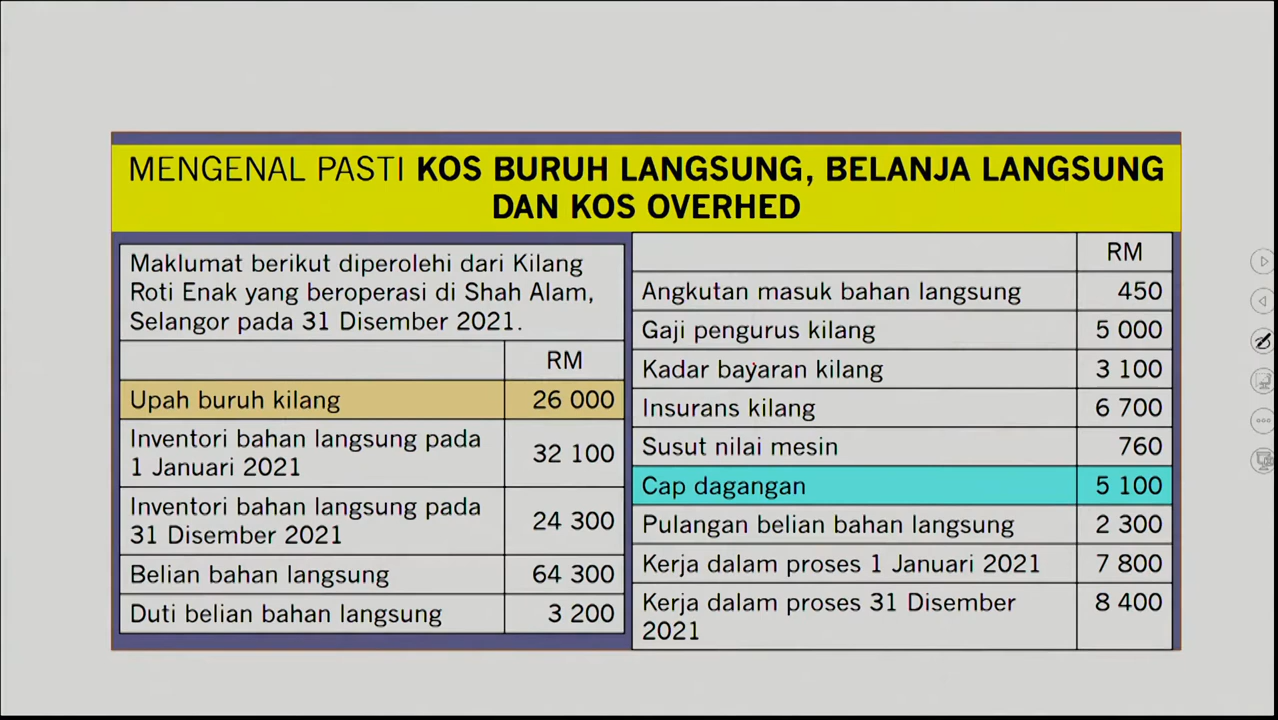 MENGENAL PASTI KOS BURUH LANGSUNG, BELANJA LANGSUNG
DAN KOS OVERHED
Maklumat berikut diperolehi dari Kilang
Roti Enak yang beroperasi di Shah Alam,
Selangor pada 31 Disember 2021.
RM
Upah buruh kilang 26 000
Inventori bahan langsung pada
1 Januari 2021 32 100
Inventori bahan langsung pada
31 Disember 2021 24 300
Belian bahan langsung 64 300
Duti belian bahan langsung 3 200
RM
Angkutan masuk bahan langsung 450
Gaji pengurus kilang 5 000
Kadar bayaran kilang 3 100
Insurans kilang 6 700
Susut nilai mesin 760
Cap dagangan 5 100
Pulangan belian bahan langsung 2 300
Kerja dalam proses 1 Januari 2021 7 800
Kerja dalam proses 31 Disember 8 400
2021